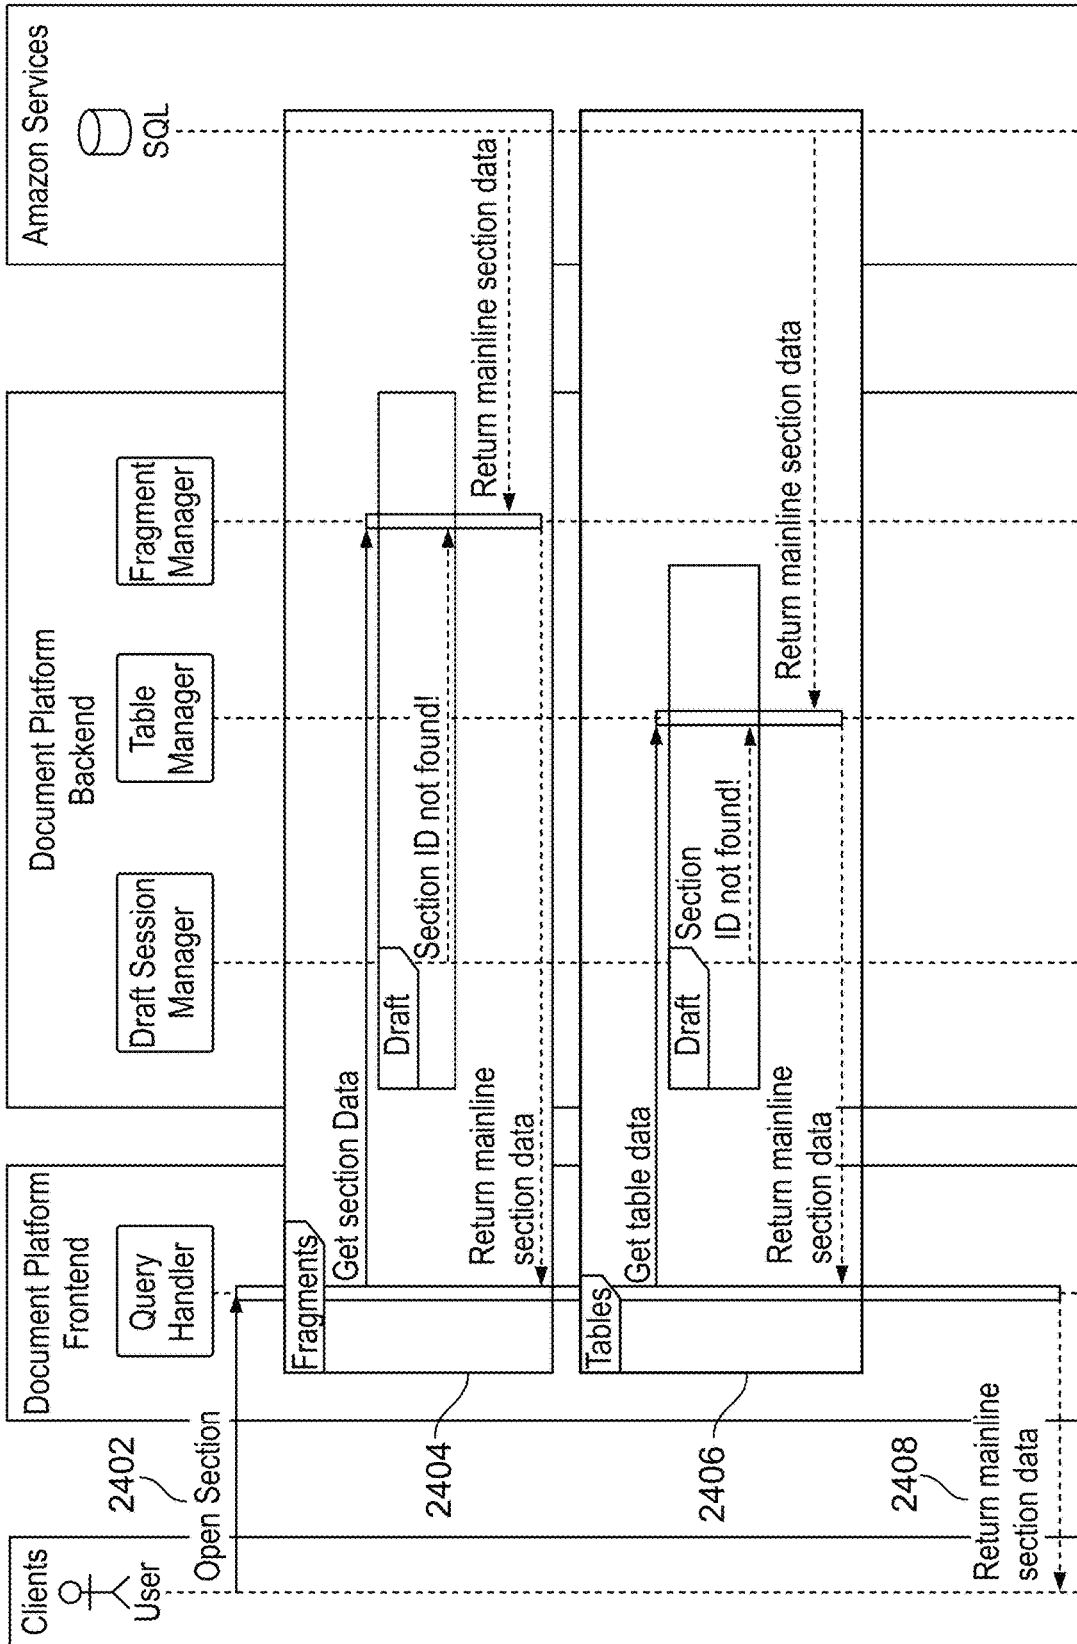 Clients
User
Document Platform
Frontend
Query
Handler
Document Platform
Backend
Draft Session
Manager
Table
Manager
Fragment
Manager
Amazon Services
SQL
2402
Open Section
Fragments
2404
Get section Data
Draft
Section ID not found!
Return mainline section data
Return mainline
section data
Tables
2406
Get table data
Draft
Section
ID not found!
Return mainline section data
Return mainline
section data
2408
Return mainline
section data